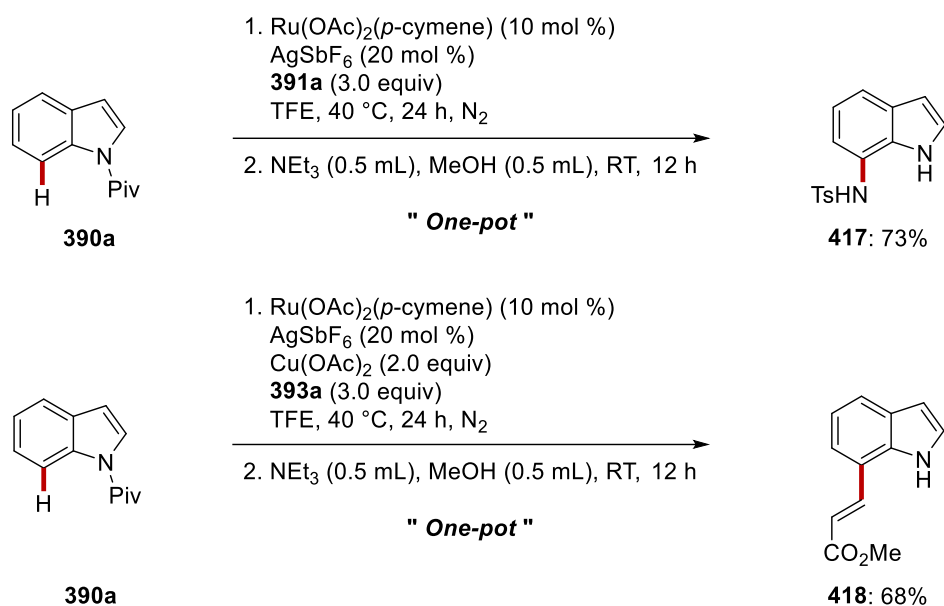 1. Ru(OAc)2(p-cymene) (10 mol %)
AgSbF6 (20 mol %)
391a (3.0 equiv)
TFE, 40 °C, 24 h, N2
2. NEt3 (0.5 mL), MeOH (0.5 mL), RT, 12 h
" One-pot "
N
Piv
H
390a
N
H
TsHN
417: 73%
1. Ru(OAc)2(p-cymene) (10 mol %)
AgSbF6 (20 mol %)
Cu(OAc)2 (2.0 equiv)
393a (3.0 equiv)
TFE, 40 °C, 24 h, N2
2. NEt3 (0.5 mL), MeOH (0.5 mL), RT, 12 h
" One-pot "
N
Piv
H
390a
N
H
CO2Me
418: 68%